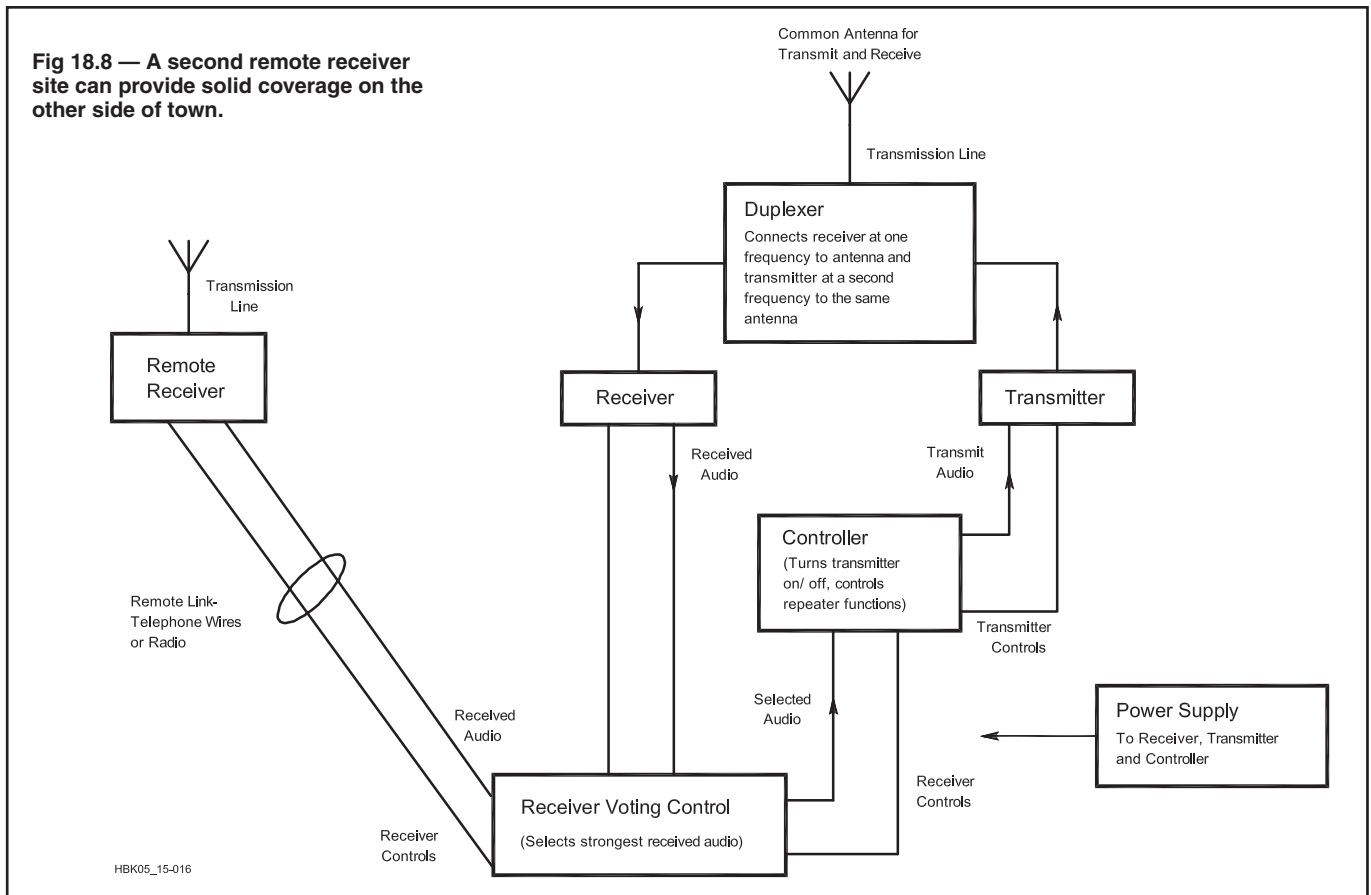 Fig 18.8 — A second remote receiver
site can provide solid coverage on the
other side of town.
Common Antenna for
Transmit and Receive
Transmission Line
Duplexer
Connects receiver at one
frequency to antenna and
transmitter at a second
frequency to the same
antenna
Transmission
Line
Remote
Receiver
Receiver
Transmitter
Received
Audio
Transmit
Audio
Controller
(Turns transmitter
on/ off, controls
repeater functions)
Remote Link-
Telephone Wires
or Radio
Transmitter
Controls
Received
Audio
Selected
Audio
Power Supply
To Receiver, Transmitter
and Controller
Receiver Voting Control
(Selects strongest received audio)
Receiver
Controls
Receiver
Controls
HBK05_15-016